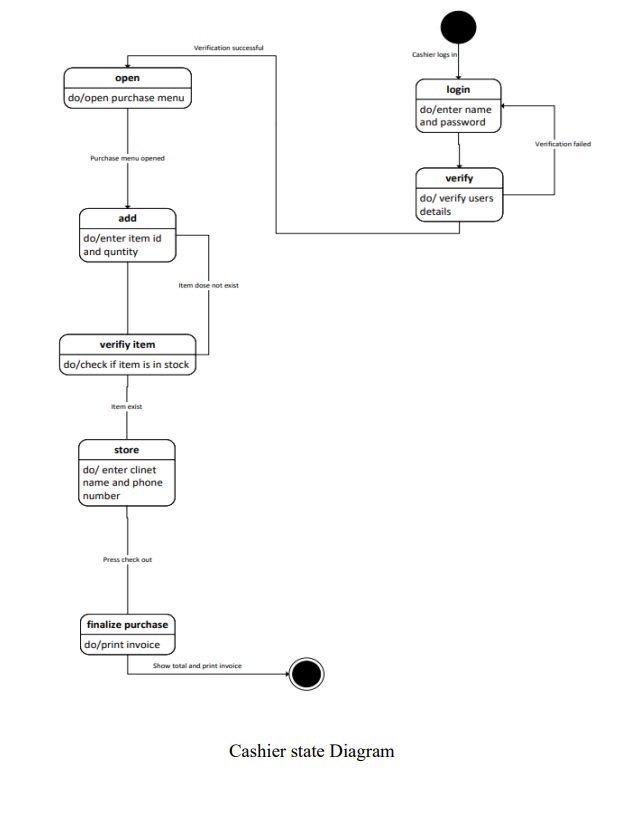 Cashier logs in
login
do/enter name
and password
Verification failed
verify
do/ verify users
details
Verification successful
open
do/open purchase menu
Purchase menu opened
add
do/enter item id
and quntity
Item dose not exist
verifiy item
do/check if item is in stock
Item exist
store
do/ enter clinet
name and phone
number
Press check out
finalize purchase
do/print invoice
Show total and print invoice
Cashier state Diagram